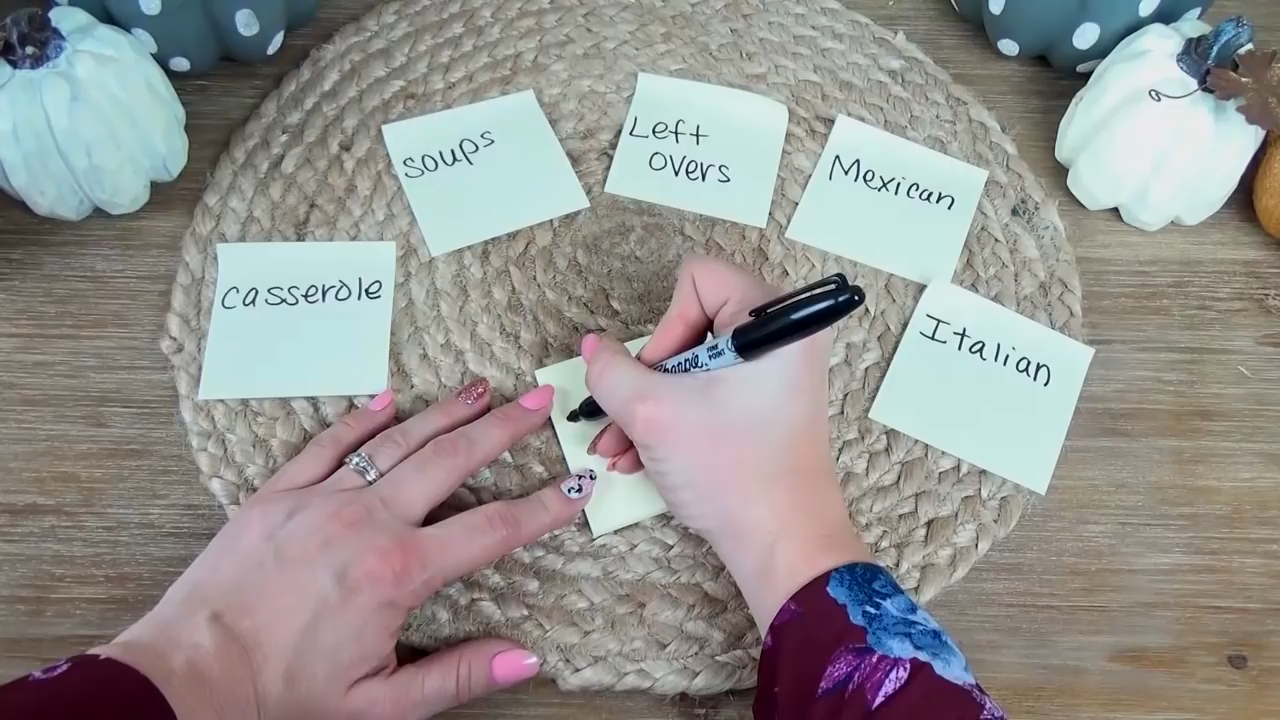 casserole
soups
Left
overs
Mexican
Italian
Sharpie. FINE
POINT